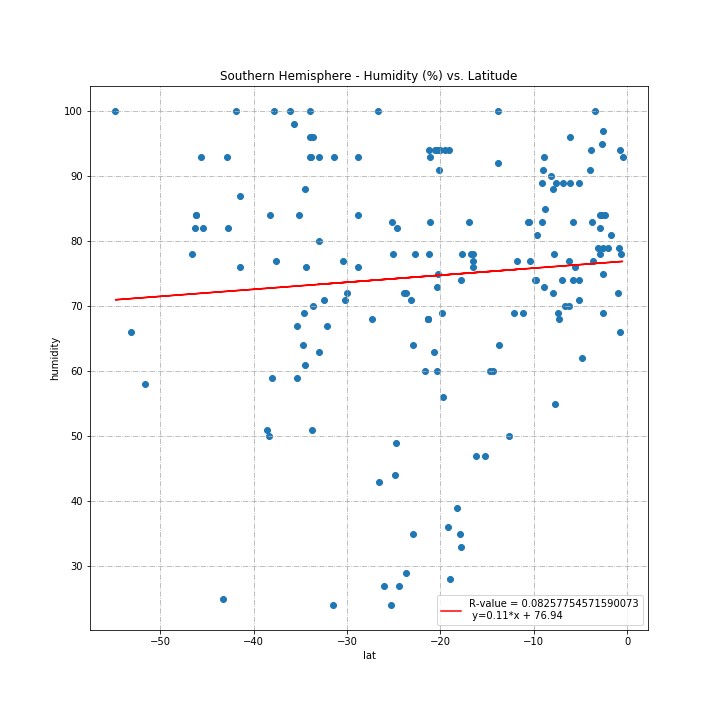 Southern Hemisphere - Humidity (%) vs. Latitude
100
90
80
70
60
50
40
30
humidity
R-value = 0.08257754571590073
y=0.11*x + 76.94
−50
−40
−30
−20
−10
0
lat